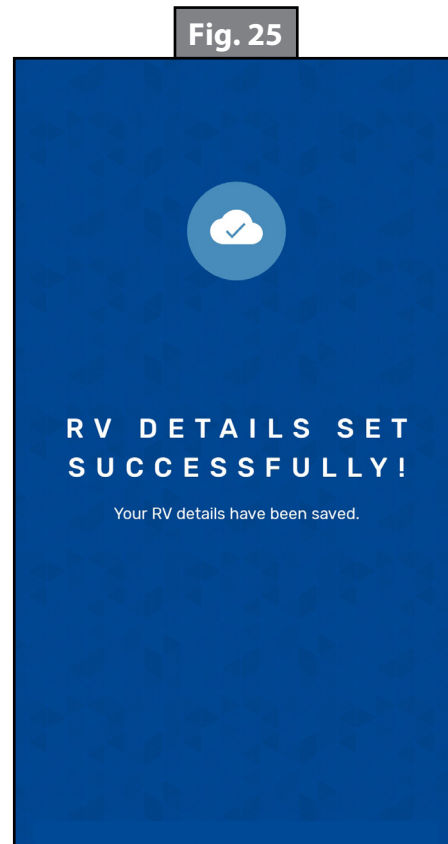 Fig. 25
RV DETAILS SET
SUCCESSFULLY!
Your RV details have been saved.